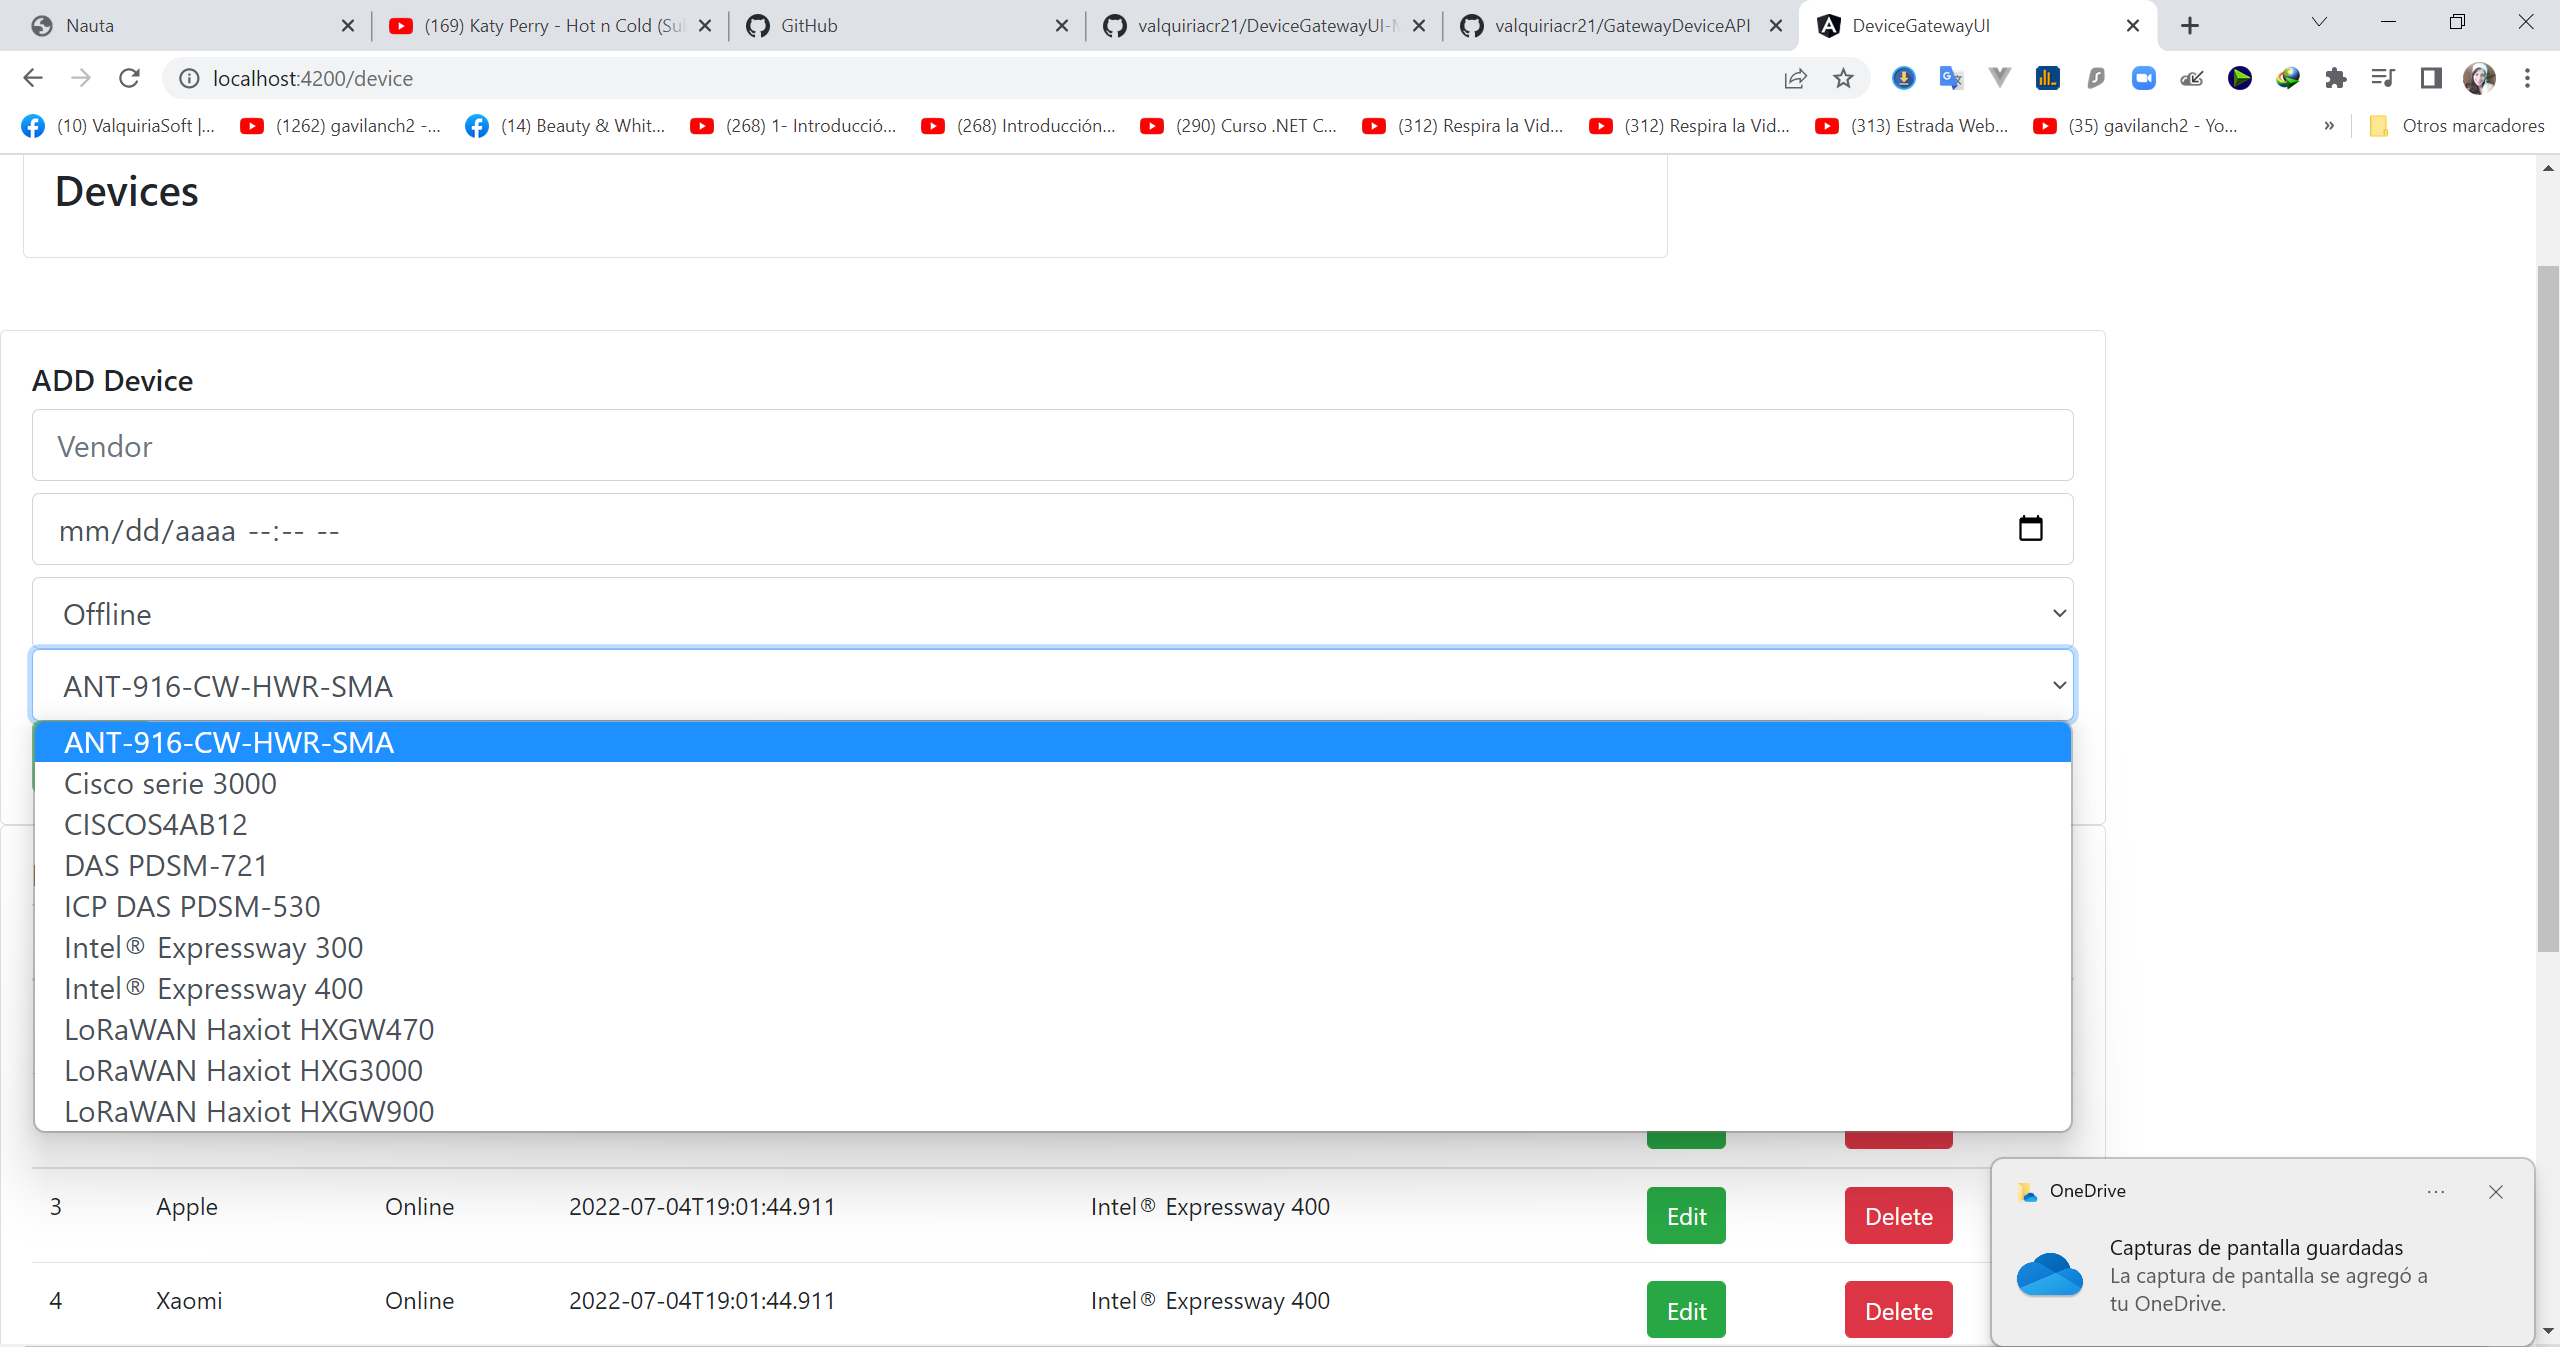 Nauta
(169) Katy Perry - Hot n Cold (Su
GitHub
valquiriacr21/DeviceGatewayUI-M
valquiriacr21/GatewayDeviceAPI
DeviceGatewayUI
localhost:4200/device
(10) ValquiriaSoft |...
(1262) gavilanch2 -...
(14) Beauty & Whit...
(268) 1- Introducció...
(268) Introducción...
(290) Curso .NET C...
(312) Respira la Vid...
(312) Respira la Vid...
(313) Estrada Web...
(35) gavilanch2 - Yo...
»
Otros marcadores
Devices
ADD Device
Vendor
mm/dd/aaaa --:-- --
Offline
ANT-916-CW-HWR-SMA
ANT-916-CW-HWR-SMA
Cisco serie 3000
CISCOS4AB12
DAS PDSM-721
ICP DAS PDSM-530
Intel® Expressway 300
Intel® Expressway 400
LoRaWAN Haxiot HXGW470
LoRaWAN Haxiot HXG3000
LoRaWAN Haxiot HXGW900
3 Apple Online 2022-07-04T19:01:44.911 Intel® Expressway 400 Edit Delete
4 Xaomi Online 2022-07-04T19:01:44.911 Intel® Expressway 400 Edit Delete
OneDrive
Capturas de pantalla guardadas
La captura de pantalla se agregó a
tu OneDrive.